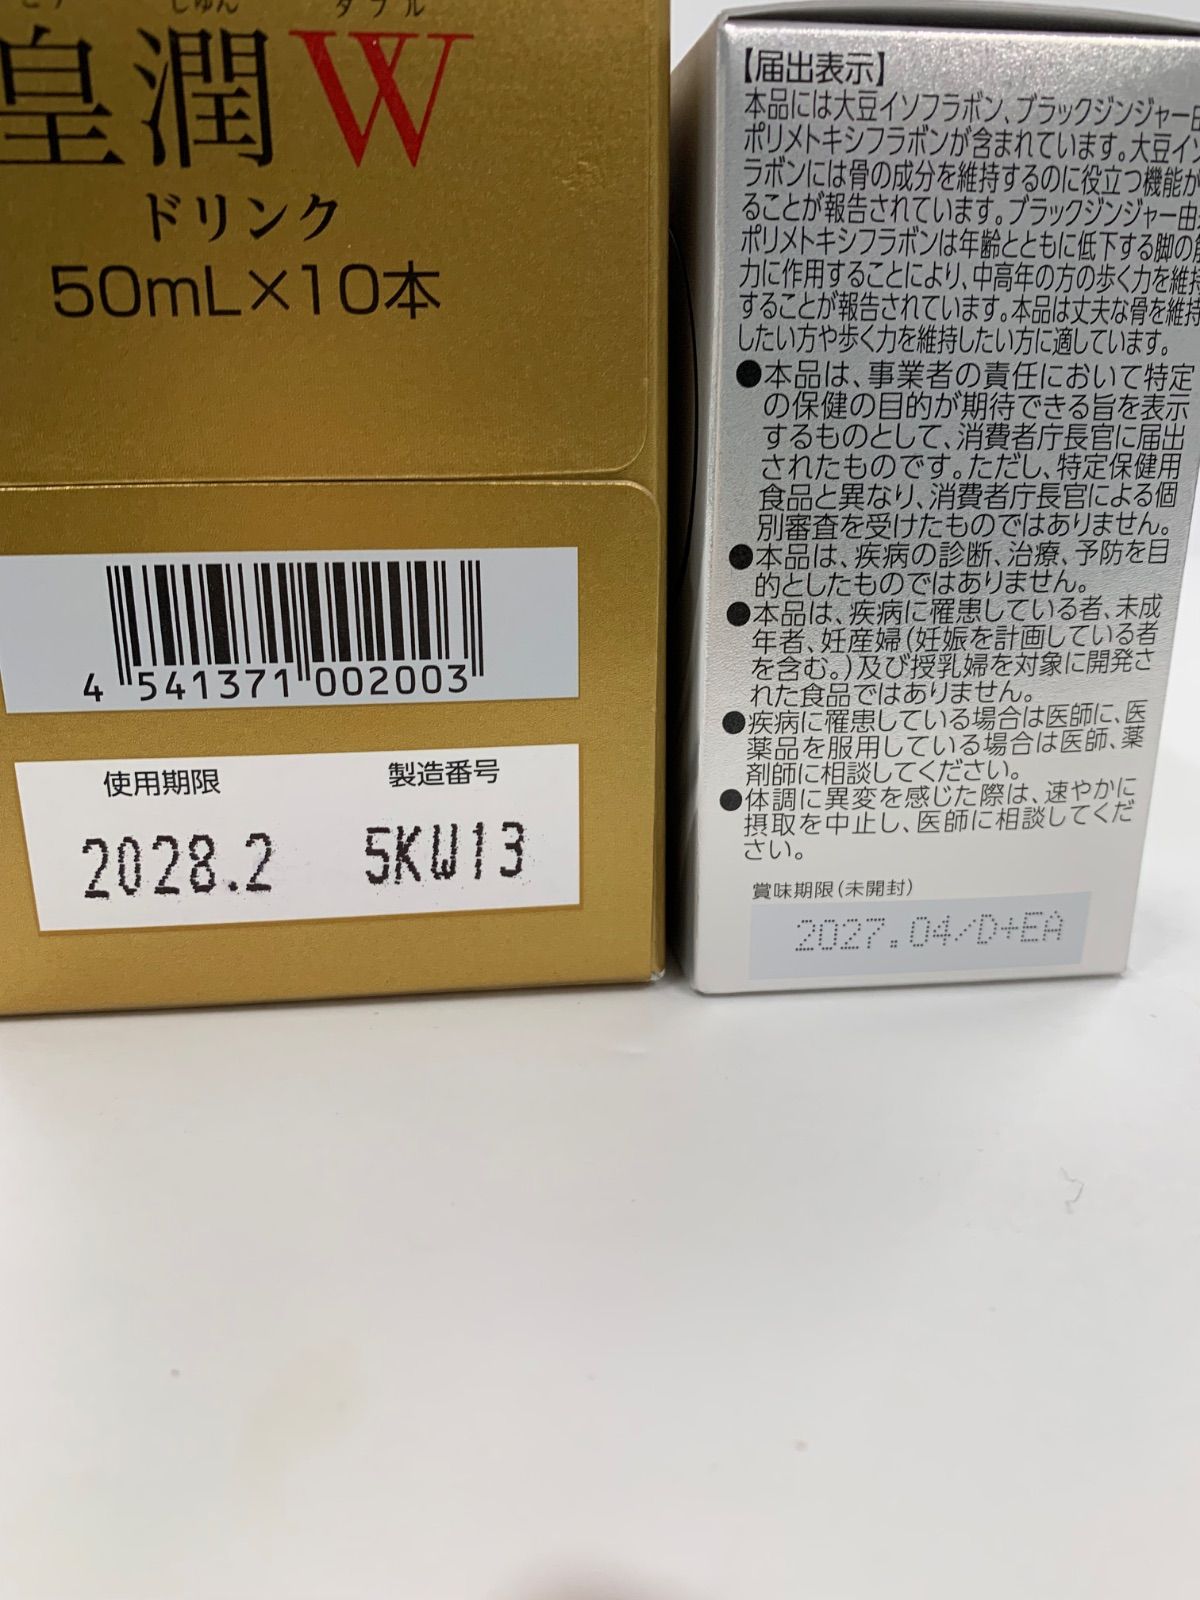 じゅん ダブル
皇潤W
ドリンク
50mL×10本
4 541371 002003
使用期限 製造番号
2028.2 5KW13
【届出表示】
本品には大豆イソフラボン、ブラックジンジャー由
ポリメトキシフラボンが含まれています。大豆イソ
ラボンには骨の成分を維持するのに役立つ機能が
ることが報告されています。ブラックジンジャー由
ポリメトキシフラボンは年齢とともに低下する脚の
力に作用することにより、中高年の方の歩く力を維持
することが報告されています。本品は丈夫な骨を維持
したい方や歩く力を維持したい方に適しています。
●本品は、事業者の責任において特定
の保健の目的が期待できる旨を表示
するものとして、消費者庁長官に届出
されたものです。ただし、特定保健用
食品と異なり、消費者庁長官による個
別審査を受けたものではありません。
●本品は、疾病の診断、治療、予防を目
的としたものではありません。
●本品は、疾病に罹患している者、未成
年者、妊産婦(妊娠を計画している者
を含む。)及び授乳婦を対象に開発さ
れた食品ではありません。
●疾病に罹患している場合は医師に、医
薬品を服用している場合は医師、薬
剤師に相談してください。
●体調に異変を感じた際は、速やかに
摂取を中止し、医師に相談してくだ
さい。
賞味期限(未開封)
2027.04/D+EA